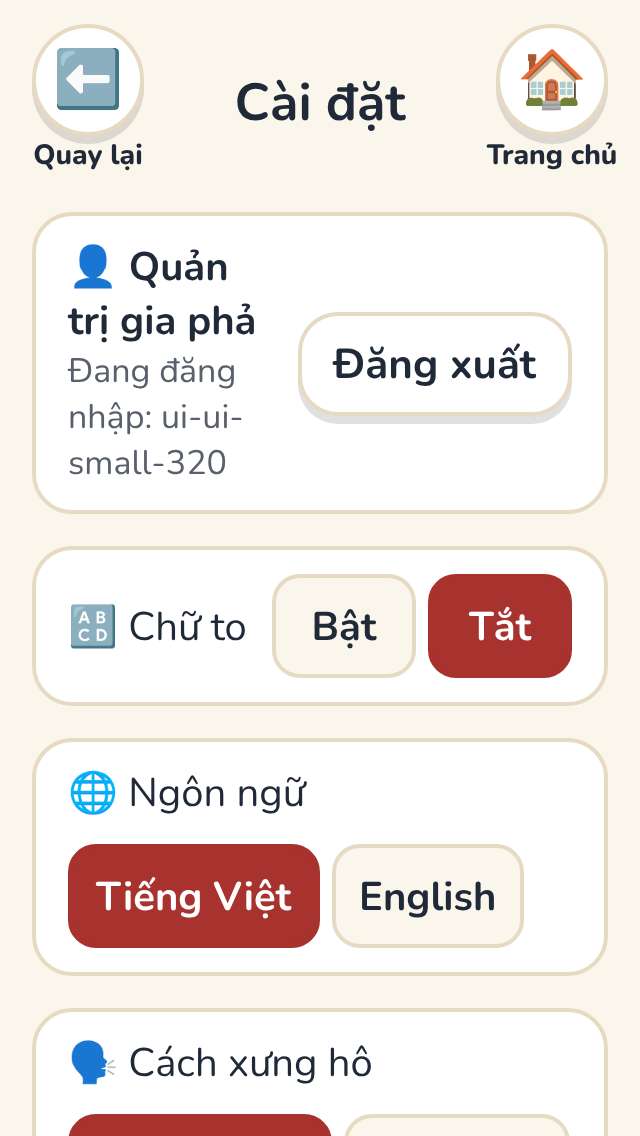 Cài đặt
Quay lại
Trang chủ
Quản
trị gia phả
Đang đăng
nhập: ui-ui-
small-320
Đăng xuất
Chữ to
Bật
Tắt
Ngôn ngữ
Tiếng Việt
English
Cách xưng hô